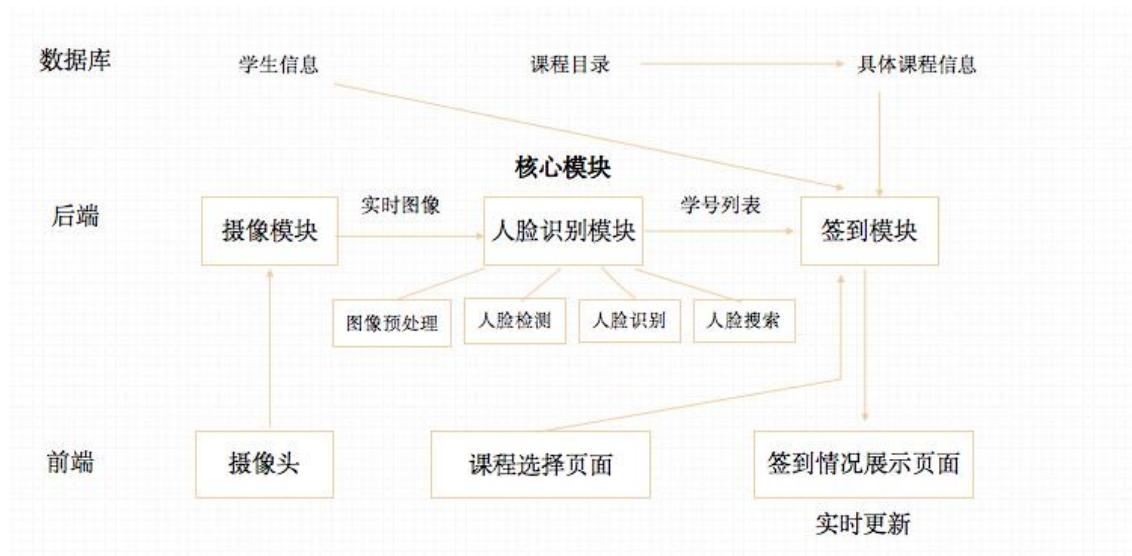 数据库
学生信息
课程目录
具体课程信息
核心模块
后端
摄像模块
实时图像
人脸识别模块
学号列表
签到模块
图像预处理
人脸检测
人脸识别
人脸搜索
前端
摄像头
课程选择页面
签到情况展示页面
实时更新